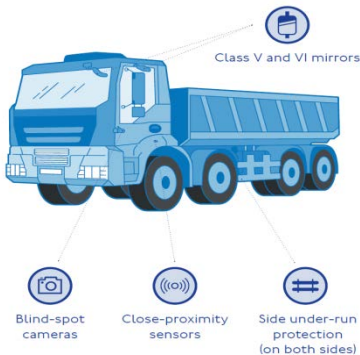 Class V and VI mirrors
Blind-spot
cameras
Close-proximity
sensors
Side under-run
protection
(on both sides)